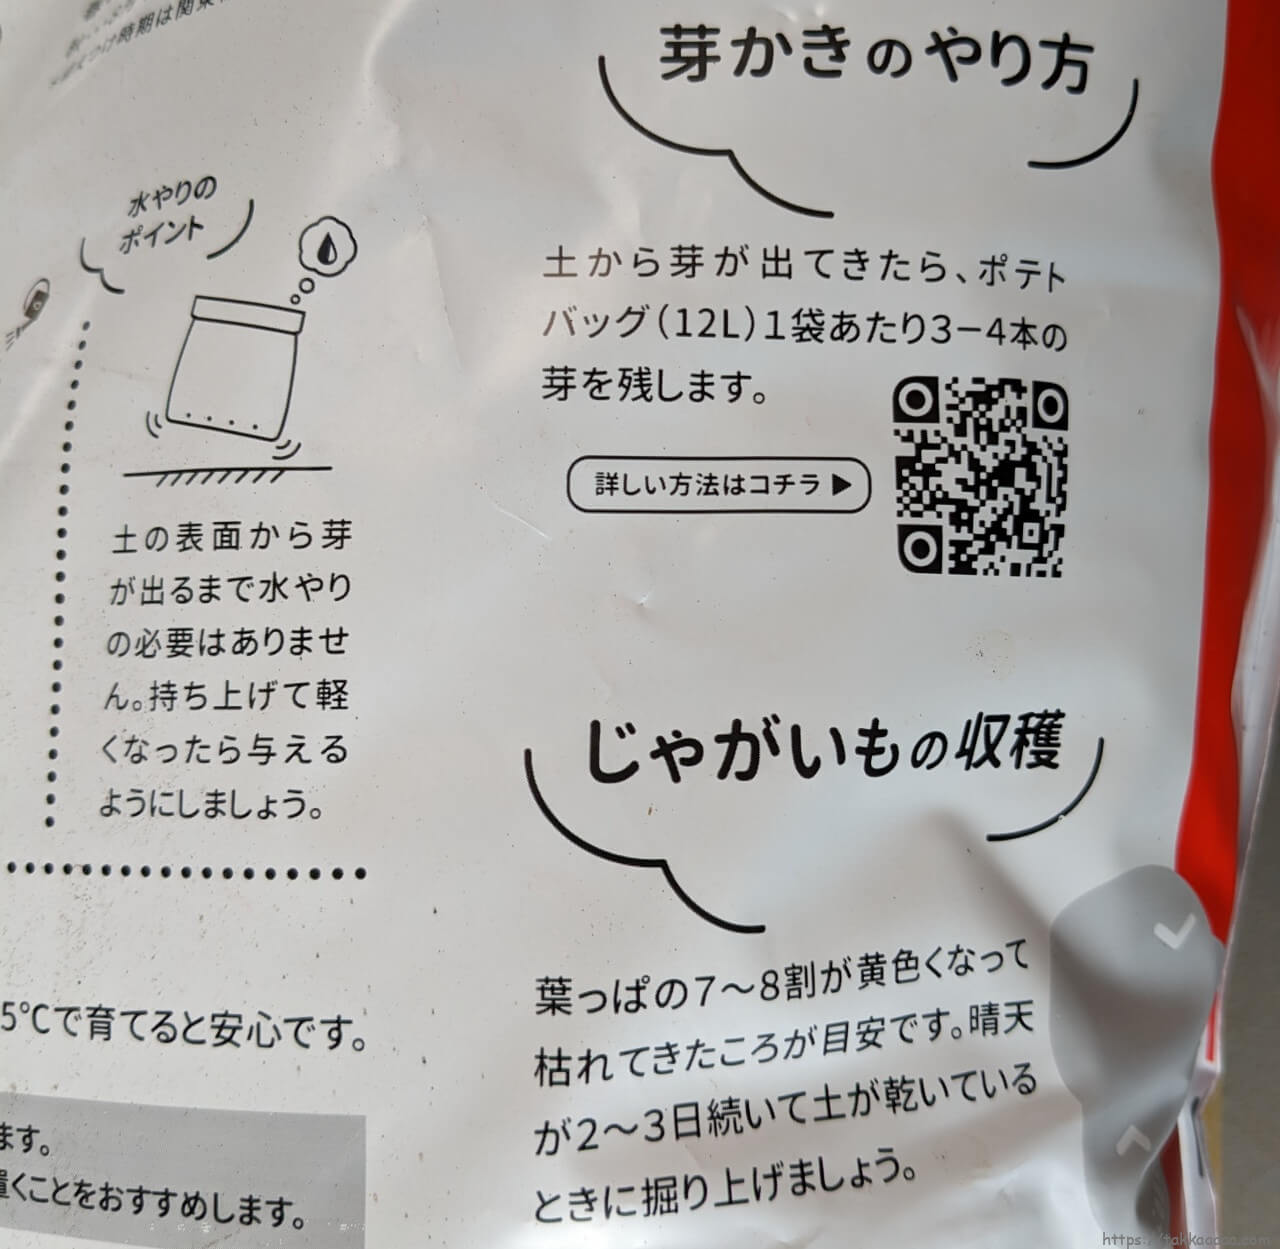 芽かきのやり方
土から芽が出てきたら、ポテト
バッグ（12L）1袋あたり3－4本の
芽を残します。
詳しい方法はコチラ▶
水やりの
ポイント
土の表面から芽
が出るまで水やり
の必要はありませ
ん。持ち上げて軽
くなったら与える
ようにしましょう。
じゃがいもの収穫
葉っぱの7～8割が黄色くなって
枯れてきたころが目安です。晴天
が2～3日続いて土が乾いている
ときに掘り上げましょう。
5℃で育てると安心です。
ます。
置くことをおすすめします。